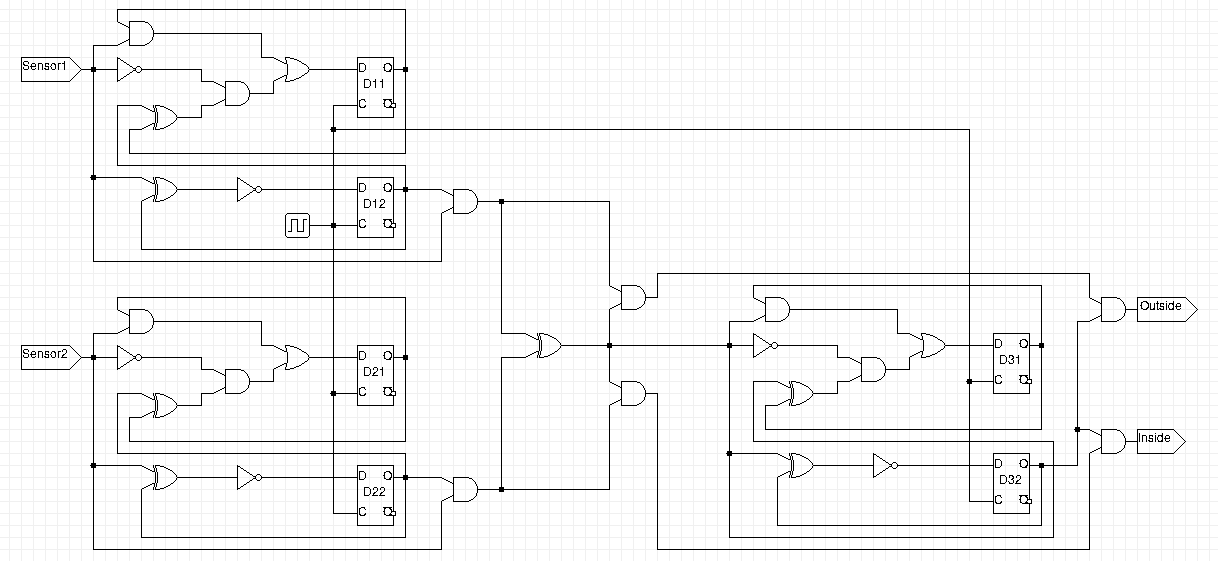 Sensor1
D Q
D11
C Q
D Q
D12
C Q
Sensor2
D Q
D21
C Q
D Q
D22
C Q
D Q
D31
C Q
D Q
D32
C Q
Outside
Inside